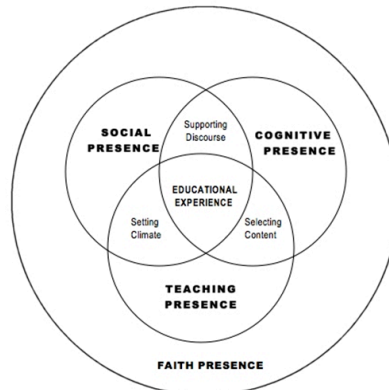 Supporting
Discourse
SOCIAL
PRESENCE
COGNITIVE
PRESENCE
EDUCATIONAL
EXPERIENCE
Setting
Climate
Selecting
Content
TEACHING
PRESENCE
FAITH PRESENCE